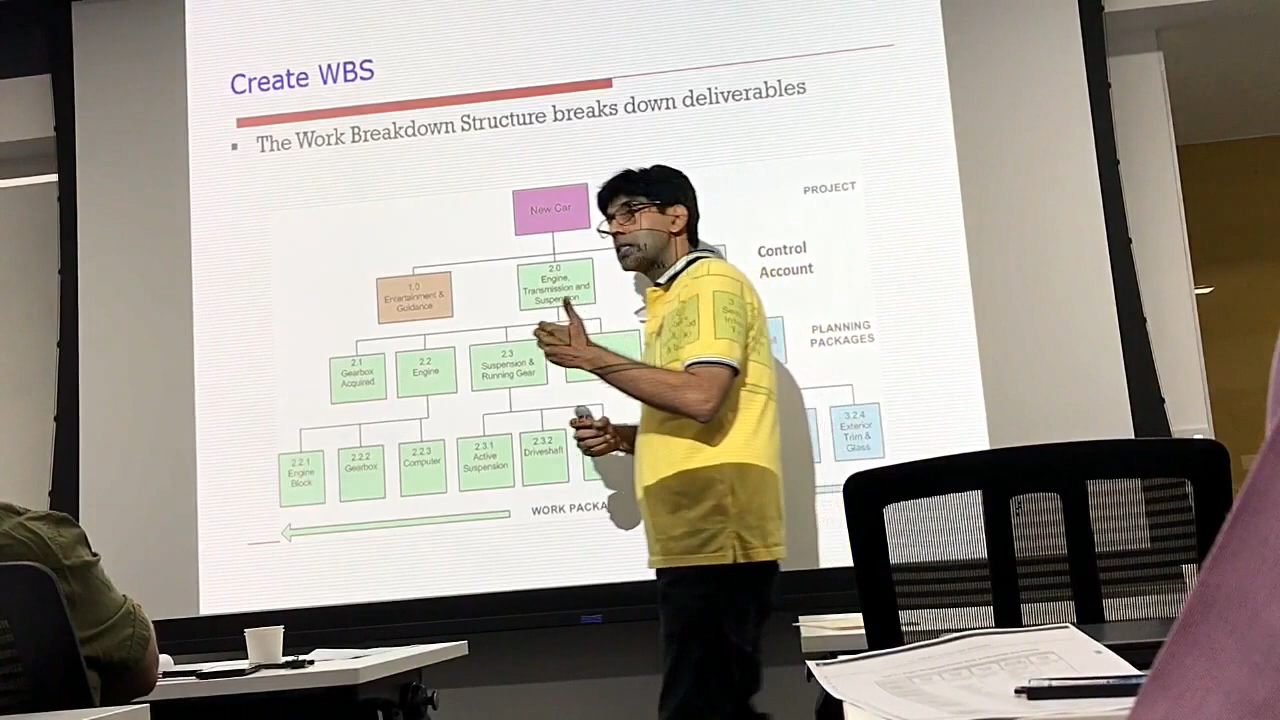 Create WBS
▪ The Work Breakdown Structure breaks down deliverables
PROJECT
New Car
Control
Account
1.0
Entertainment &
Guidance
2.0
Engine,
Transmission and
Suspension
PLANNING
PACKAGES
2.1
Gearbox
Acquired
2.2
Engine
2.3
Suspension &
Running Gear
2.2.1
Engine
Block
2.2.2
Gearbox
2.2.3
Computer
2.3.1
Active
Suspension
2.3.2
Driveshaft
3.2.4
Exterior
Trim &
Glass
WORK PACKA